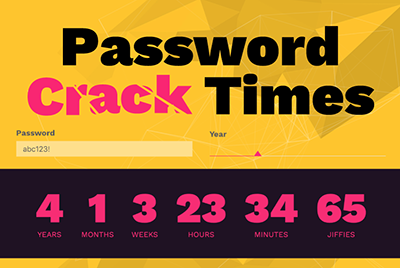 Password
Crack Times
Password
Year
abc123!
4 1 3 23 34 65
YEARS MONTHS WEEKS HOURS MINUTES JIFFIES